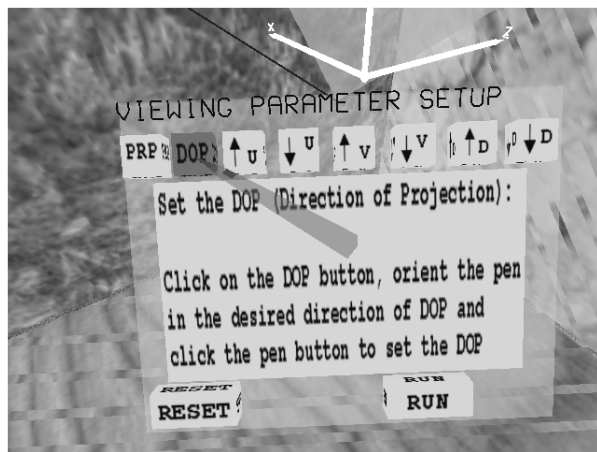 X
Z
VIEWING PARAMETER SETUP
PRP DOP ↑ U ↓ U ↑ V ↓ V ↑ D ↓ D
Set the DOP (Direction of Projection):
Click on the DOP button, orient the pen
in the desired direction of DOP and
click the pen button to set the DOP
RESET RUN
RESET RUN